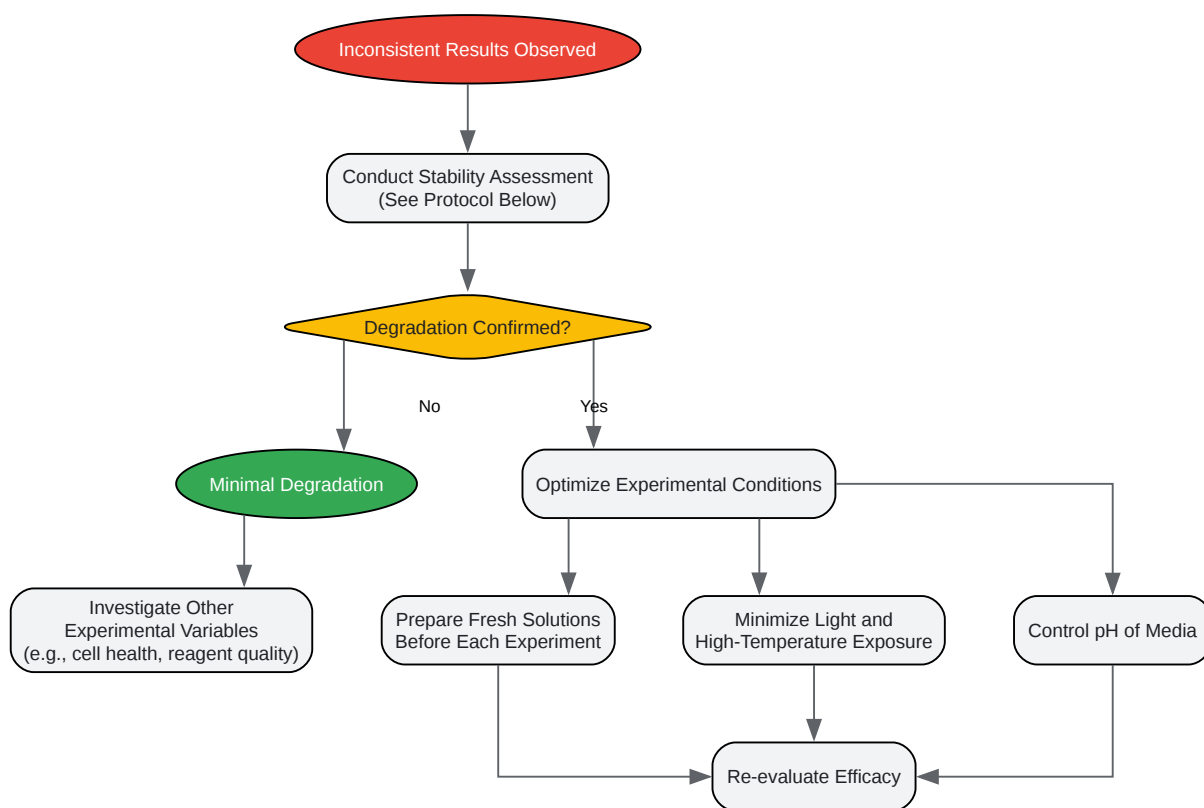 Inconsistent Results Observed
Conduct Stability Assessment
(See Protocol Below)
Degradation Confirmed?
No
Yes
Minimal Degradation
Optimize Experimental Conditions
Investigate Other
Experimental Variables
(e.g., cell health, reagent quality)
Prepare Fresh Solutions
Before Each Experiment
Minimize Light and
High-Temperature Exposure
Control pH of Media
Re-evaluate Efficacy